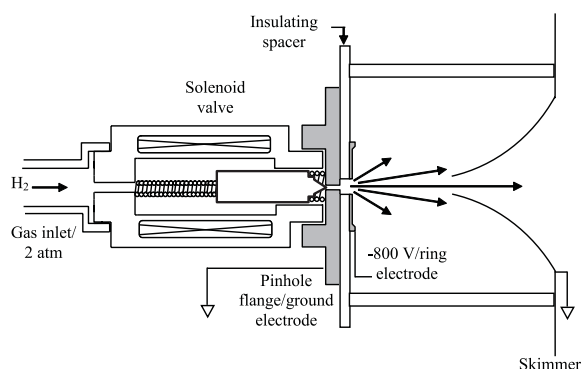 Insulating
spacer
Solenoid
valve
H2
Gas inlet/
2 atm
-800 V/ring
electrode
Pinhole
flange/ground
electrode
Skimmer